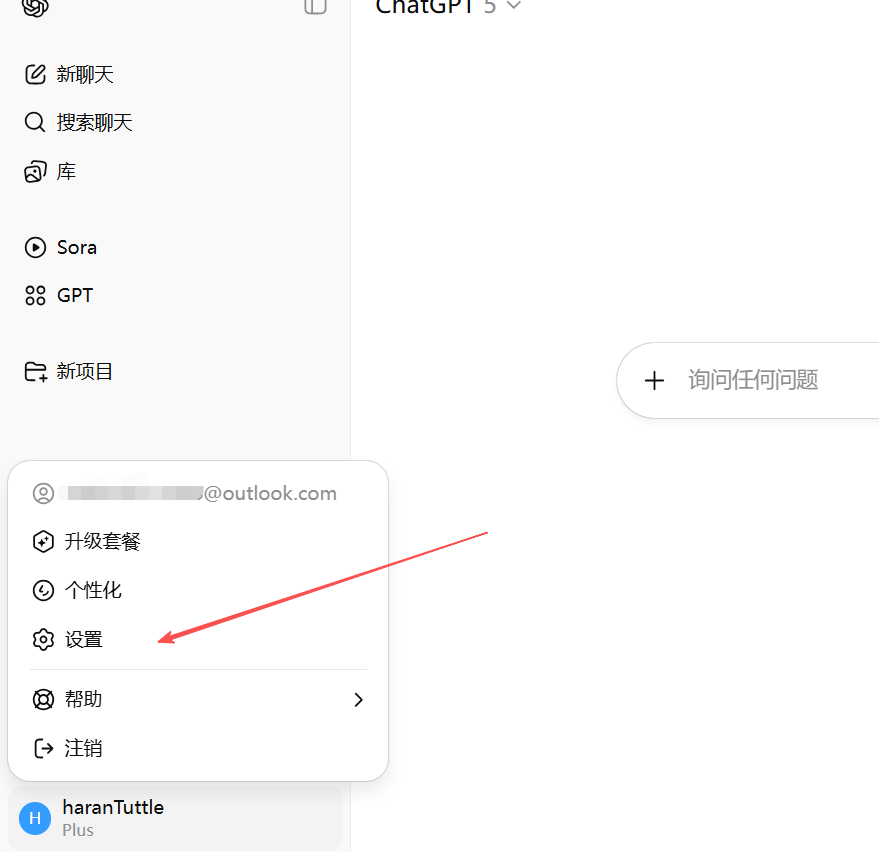 ChatGPT 5
新聊天
搜索聊天
库
Sora
GPT
新项目
询问任何问题
@outlook.com
升级套餐
个性化
设置
帮助
注销
H
haranTuttle
Plus